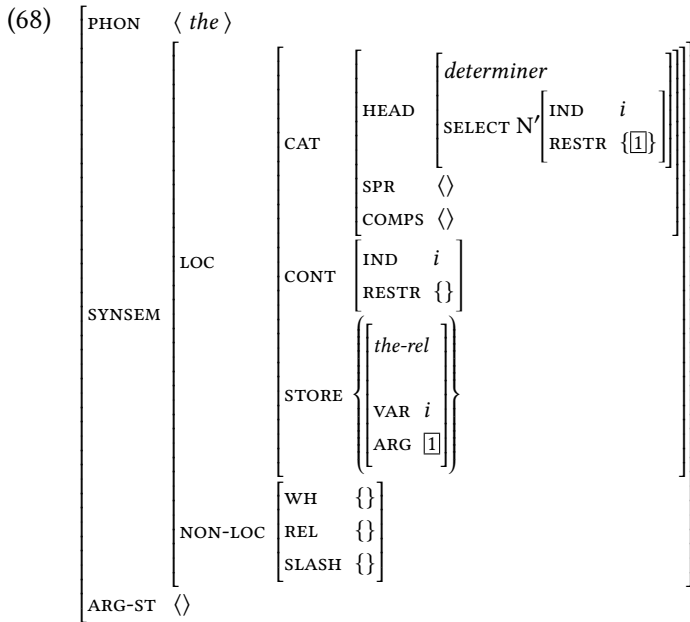 (68)
PHON ⟨ the ⟩
determiner
HEAD
IND i
SELECT N′
RESTR {1}
CAT
SPR ⟨⟩
COMPS ⟨⟩
LOC
IND i
CONT
RESTR {}
SYNSEM
the-rel
STORE
VAR i
ARG 1
WH {}
NON-LOC REL {}
SLASH {}
ARG-ST ⟨⟩